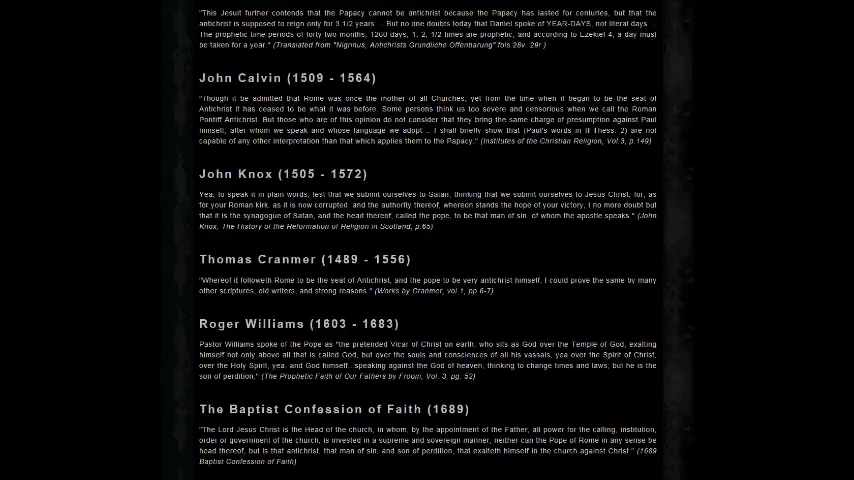 "This Jesuit further contends that the Papacy cannot be antichrist because the Papacy has lasted for centuries, but that the
antichrist is supposed to reign only for 3 1/2 years ... But no one doubts today that Daniel spoke of YEAR-DAYS, not literal days ...
The prophetic time periods of forty two months, 1260 days, 1, 2, 1/2 times are prophetic, and according to Ezekiel 4, a day must
be taken for a year." (Translated from "Nigrinus, Antichrists Grundliche Offenbarung" fols.28v. 29r.)
John Calvin (1509 - 1564)
"Though it be admitted that Rome was once the mother of all Churches, yet from the time when it began to be the seat of
Antichrist it has ceased to be what it was before. Some persons think us too severe and censorious when we call the Roman
Pontiff Antichrist. But those who are of this opinion do not consider that they bring the same charge of presumption against Paul
himself, after whom we speak and whose language we adopt .. I shall briefly show that (Paul's words in II Thess. 2) are not
capable of any other interpretation than that which applies them to the Papacy." (Institutes of the Christian Religion, Vol.3, p.149)
John Knox (1505 - 1572)
Yea, to speak it in plain words, lest that we submit ourselves to Satan, thinking that we submit ourselves to Jesus Christ, for, as
for your Roman kirk, as it is now corrupted, and the authority thereof, whereon stands the hope of your victory, I no more doubt but
that it is the synagogue of Satan, and the head thereof, called the pope, to be that man of sin, of whom the apostle speaks." (John
Knox, The History of the Reformation of Religion in Scotland, p.65)
Thomas Cranmer (1489 - 1556)
"Whereof it followeth Rome to be the seat of Antichrist, and the pope to be very antichrist himself. I could prove the same by many
other scriptures, old writers, and strong reasons." (Works by Cranmer, vol.1, pp.6-7)
Roger Williams (1603 - 1683)
Pastor Williams spoke of the Pope as "the pretended Vicar of Christ on earth, who sits as God over the Temple of God, exalting
himself not only above all that is called God, but over the souls and consciences of all his vassals, yea over the Spirit of Christ,
over the Holy Spirit, yea, and God himself...speaking against the God of heaven, thinking to change times and laws; but he is the
son of perdition." (The Prophetic Faith of Our Fathers by Froom, Vol. 3, pg. 52)
The Baptist Confession of Faith (1689)
"The Lord Jesus Christ is the Head of the church, in whom, by the appointment of the Father, all power for the calling, institution,
order or government of the church, is invested in a supreme and sovereign manner, neither can the Pope of Rome in any sense be
head thereof, but is that antichrist, that man of sin, and son of perdition, that exalteth himself in the church against Christ." (1689
Baptist Confession of Faith)